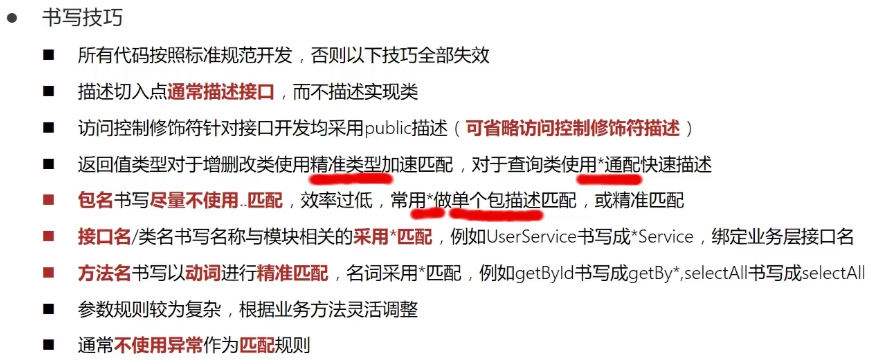 ● 书写技巧
■ 所有代码按照标准规范开发，否则以下技巧全部失效
■ 描述切入点通常描述接口，而不描述实现类
■ 访问控制修饰符针对接口开发均采用public描述（可省略访问控制修饰符描述）
■ 返回值类型对于增删改类使用精准类型加速匹配，对于查询类使用*通配快速描述
■ 包名书写尽量不使用..匹配，效率过低，常用*做单个包描述匹配，或精准匹配
■ 接口名/类名书写名称与模块相关的采用*匹配，例如UserService书写成*Service，绑定业务层接口名
■ 方法名书写以动词进行精准匹配，名词采用*匹配，例如getById书写成getBy*,selectAll书写成selectAll
■ 参数规则较为复杂，根据业务方法灵活调整
■ 通常不使用异常作为匹配规则